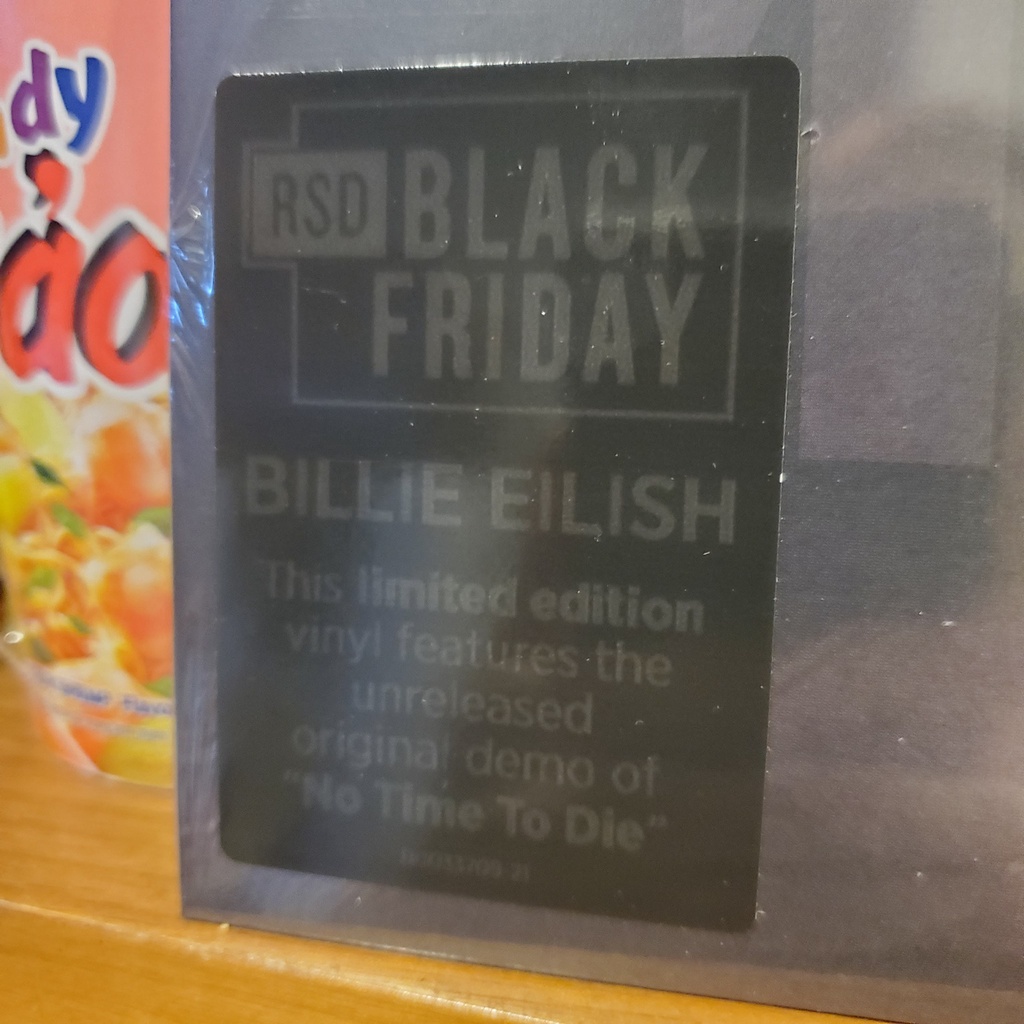 dy
ao
RSD BLACK
FRIDAY
BILLIE EILISH
This limited edition
vinyl features the
unreleased
original demo of
"No Time To Die"